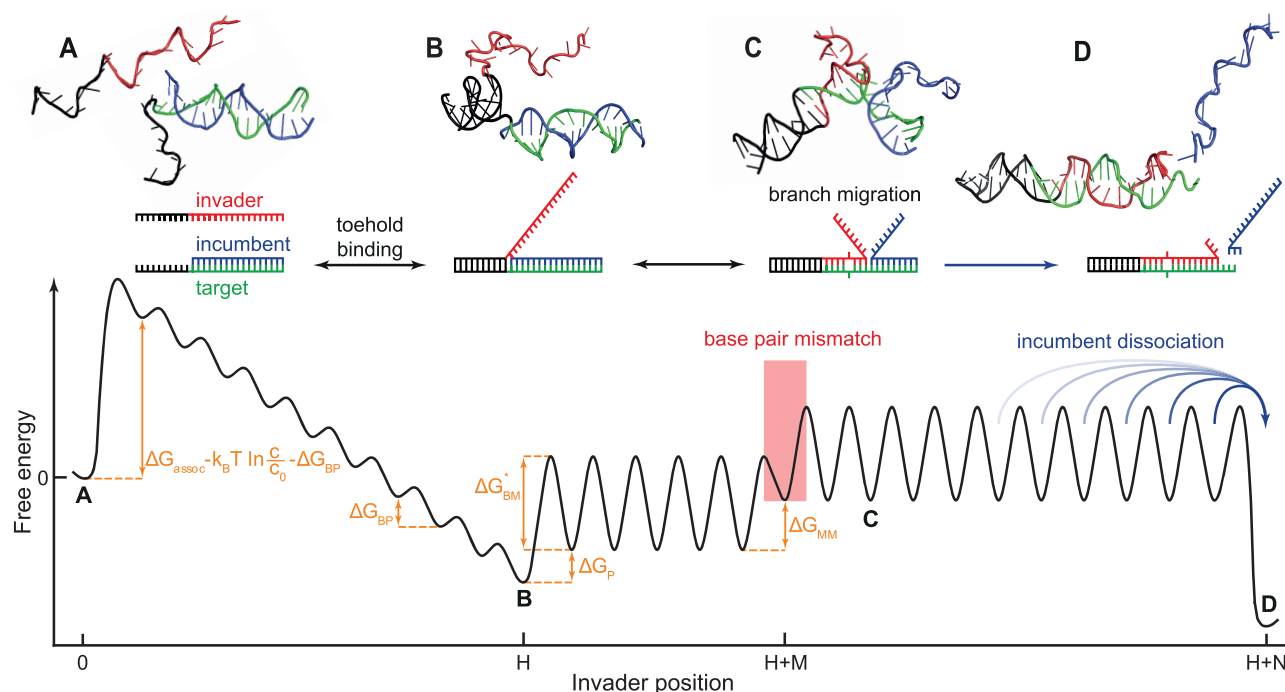 A
B
C
D
invader
incumbent
target
toehold
binding
branch migration
base pair mismatch
incumbent dissociation
Free energy
0
A
ΔG_assoc-k_BT ln c/c_0-ΔG_BP
ΔG_BP
B
ΔG*_BM
ΔG_P
ΔG_MM
C
D
0
H
H+M
H+N
Invader position